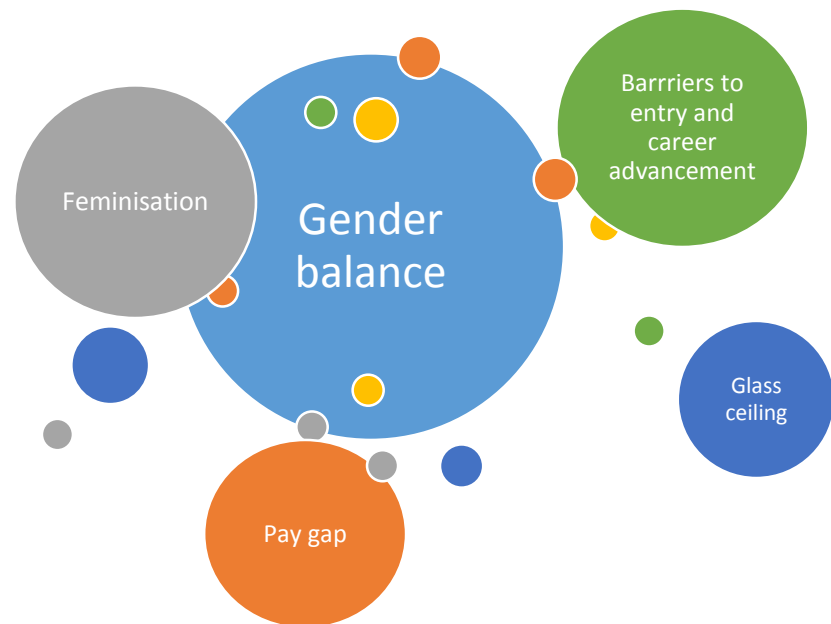 Barrriers to
entry and
career
advancement
Feminisation
Gender
balance
Glass
ceiling
Pay gap